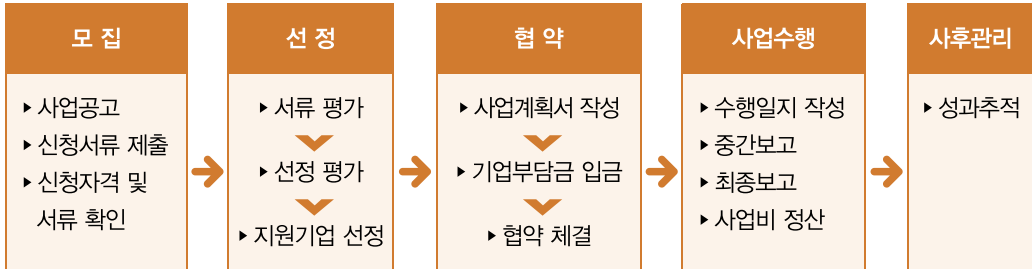 모 집
▸ 사업공고
▸ 신청서류 제출
▸ 신청자격 및
서류 확인
선 정
▸ 서류 평가
▸ 선정 평가
▸ 지원기업 선정
협 약
▸ 사업계획서 작성
▸ 기업부담금 입금
▸ 협약 체결
사업수행
▸ 수행일지 작성
▸ 중간보고
▸ 최종보고
▸ 사업비 정산
사후관리
▸ 성과추적